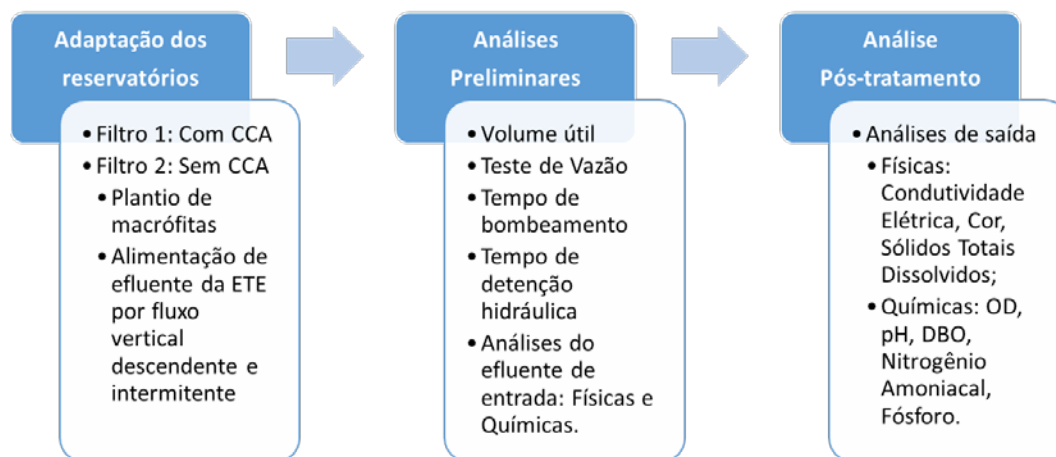 Adaptação dos
reservatórios
• Filtro 1: Com CCA
• Filtro 2: Sem CCA
• Plantio de
macrófitas
• Alimentação de
efluente da ETE
por fluxo
vertical
descendente e
intermitente
Análises
Preliminares
• Volume útil
• Teste de Vazão
• Tempo de
bombeamento
• Tempo de
detenção
hidráulica
• Análises do
efluente de
entrada: Físicas e
Químicas.
Análise
Pós-tratamento
• Análises de saída
• Físicas:
Condutividade
Elétrica, Cor,
Sólidos Totais
Dissolvidos;
• Químicas: OD,
pH, DBO,
Nitrogênio
Amoniacal,
Fósforo.